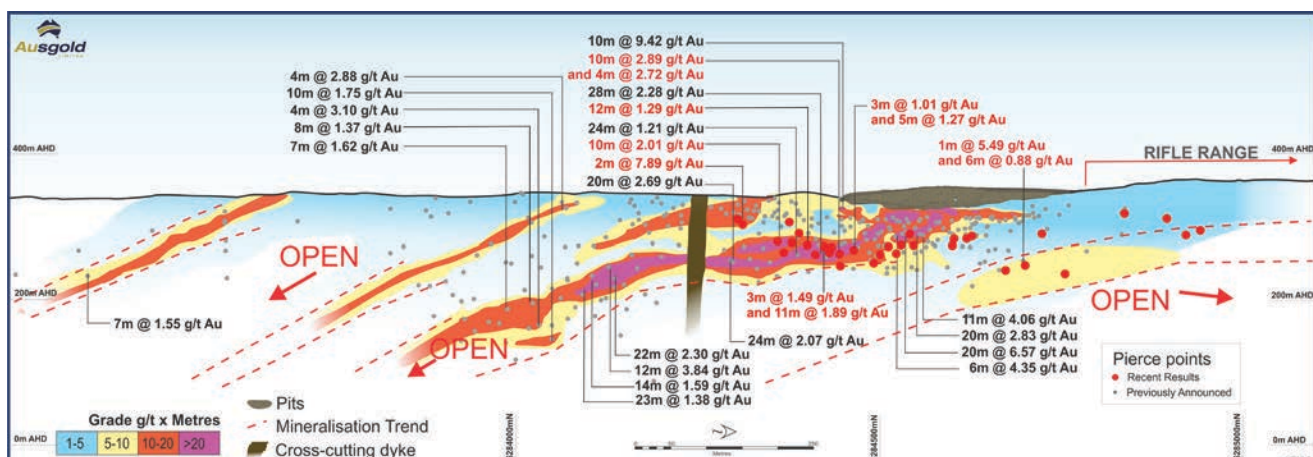 Ausgold
LIMITED
10m @ 9.42 g/t Au
10m @ 2.89 g/t Au
and 4m @ 2.72 g/t Au
28m @ 2.28 g/t Au
12m @ 1.29 g/t Au
24m @ 1.21 g/t Au
10m @ 2.01 g/t Au
2m @ 7.89 g/t Au
20m @ 2.69 g/t Au
4m @ 2.88 g/t Au
10m @ 1.75 g/t Au
4m @ 3.10 g/t Au
8m @ 1.37 g/t Au
7m @ 1.62 g/t Au
3m @ 1.01 g/t Au
and 5m @ 1.27 g/t Au
1m @ 5.49 g/t Au
and 6m @ 0.88 g/t Au
RIFLE RANGE
400m AHD
400m AHD
OPEN
200m AHD
200m AHD
7m @ 1.55 g/t Au
OPEN
OPEN
3m @ 1.49 g/t Au
and 11m @ 1.89 g/t Au
24m @ 2.07 g/t Au
22m @ 2.30 g/t Au
12m @ 3.84 g/t Au
14m @ 1.59 g/t Au
23m @ 1.38 g/t Au
11m @ 4.06 g/t Au
20m @ 2.83 g/t Au
20m @ 6.57 g/t Au
6m @ 4.35 g/t Au
Pierce points
Recent Results
Previously Announced
Grade g/t x Metres
1-5 5-10 10-20 >20
Pits
Mineralisation Trend
Cross-cutting dyke
0m AHD
0m AHD
0 50 250
Metres